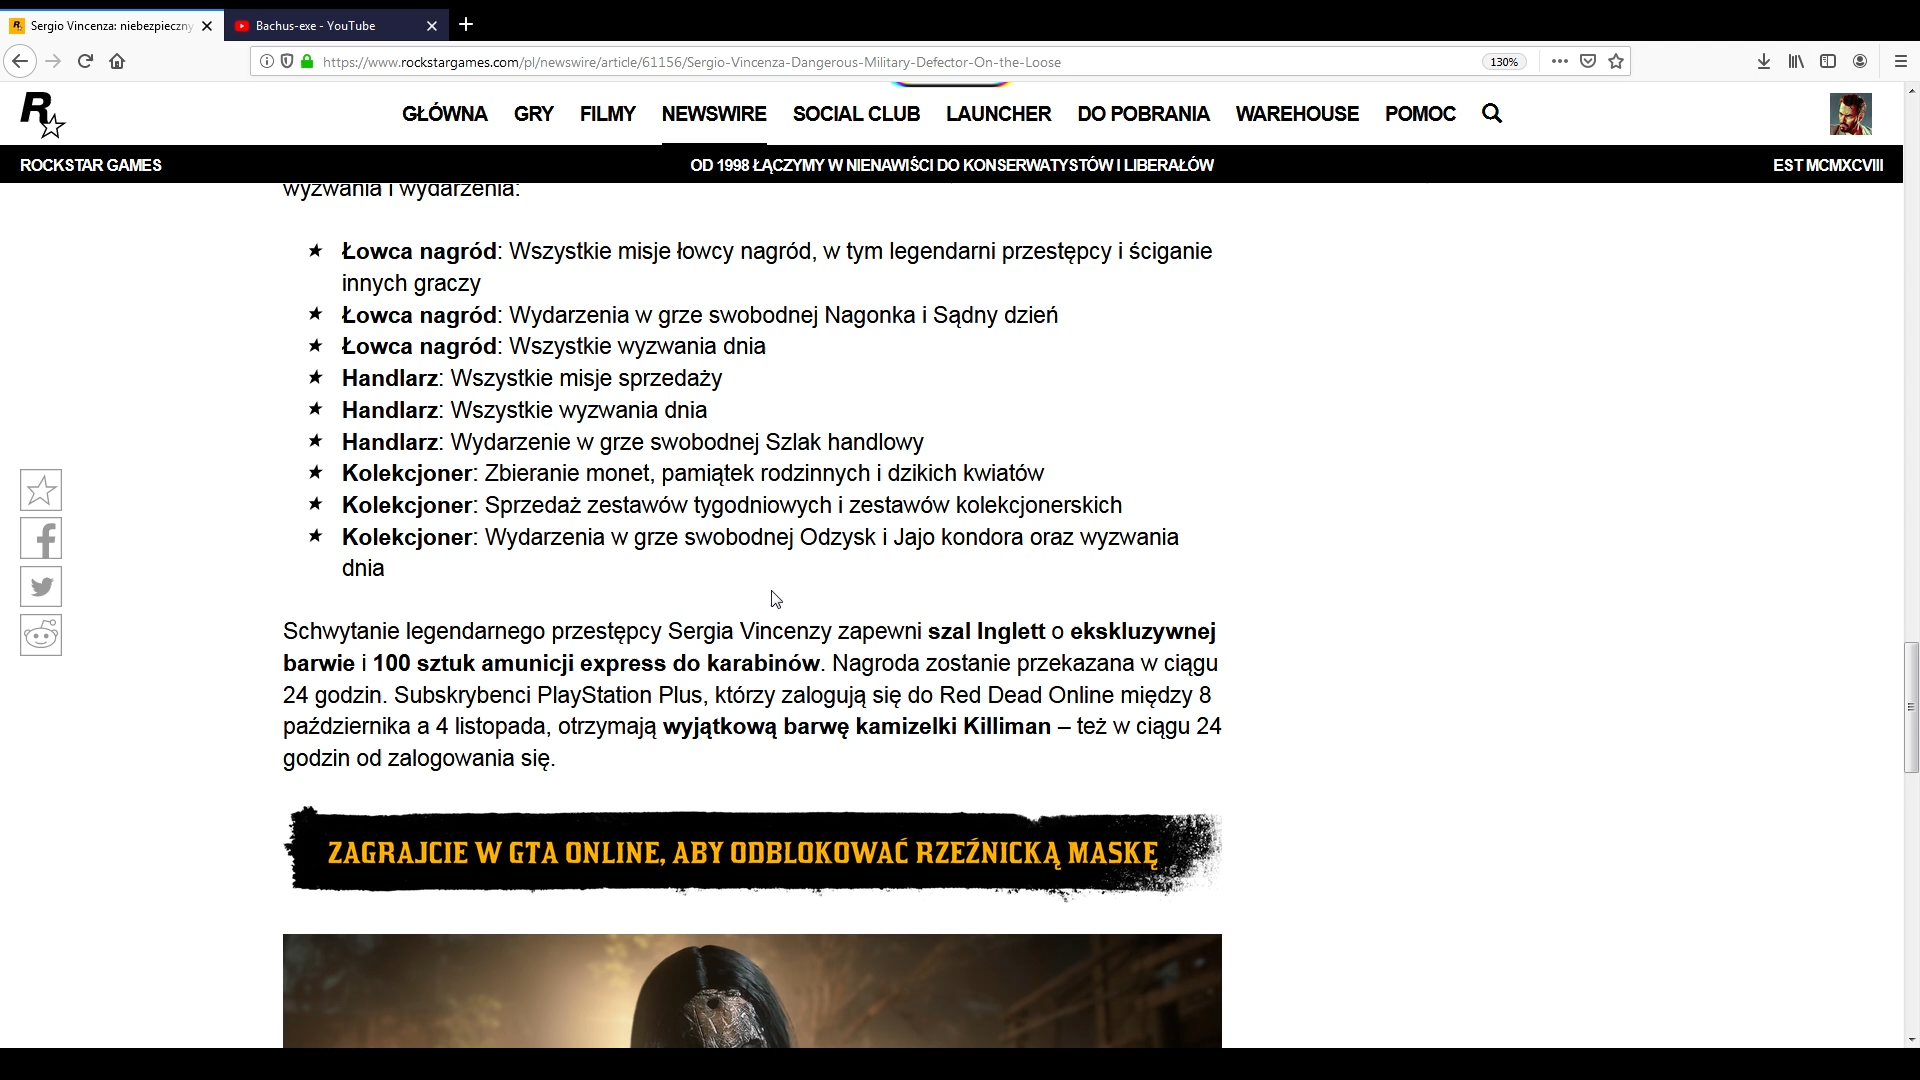 Sergio Vincenza: niebezpieczny
Bachus-exe - YouTube
https://www.rockstargames.com/pl/newswire/article/61156/Sergio-Vincenza-Dangerous-Military-Defector-On-the-Loose
130%
R
GŁÓWNA GRY FILMY NEWSWIRE SOCIAL CLUB LAUNCHER DO POBRANIA WAREHOUSE POMOC
ROCKSTAR GAMES
OD 1998 ŁĄCZYMY W NIENAWIŚCI DO KONSERWATYSTÓW I LIBERAŁÓW
EST MCMXCVIII
wyzwania i wydarzenia:
Łowca nagród: Wszystkie misje łowcy nagród, w tym legendarni przestępcy i ściganie
innych graczy
Łowca nagród: Wydarzenia w grze swobodnej Nagonka i Sądny dzień
Łowca nagród: Wszystkie wyzwania dnia
Handlarz: Wszystkie misje sprzedaży
Handlarz: Wszystkie wyzwania dnia
Handlarz: Wydarzenie w grze swobodnej Szlak handlowy
Kolekcjoner: Zbieranie monet, pamiątek rodzinnych i dzikich kwiatów
Kolekcjoner: Sprzedaż zestawów tygodniowych i zestawów kolekcjonerskich
Kolekcjoner: Wydarzenia w grze swobodnej Odzysk i Jajo kondora oraz wyzwania
dnia
Schwytanie legendarnego przestępcy Sergia Vincenzy zapewni szal Inglett o ekskluzywnej
barwie i 100 sztuk amunicji express do karabinów. Nagroda zostanie przekazana w ciągu
24 godzin. Subskrybenci PlayStation Plus, którzy zalogują się do Red Dead Online między 8
października a 4 listopada, otrzymają wyjątkową barwę kamizelki Killiman – też w ciągu 24
godzin od zalogowania się.
ZAGRAJCIE W GTA ONLINE, ABY ODBLOKOWAĆ RZEŹNICKĄ MASKĘ